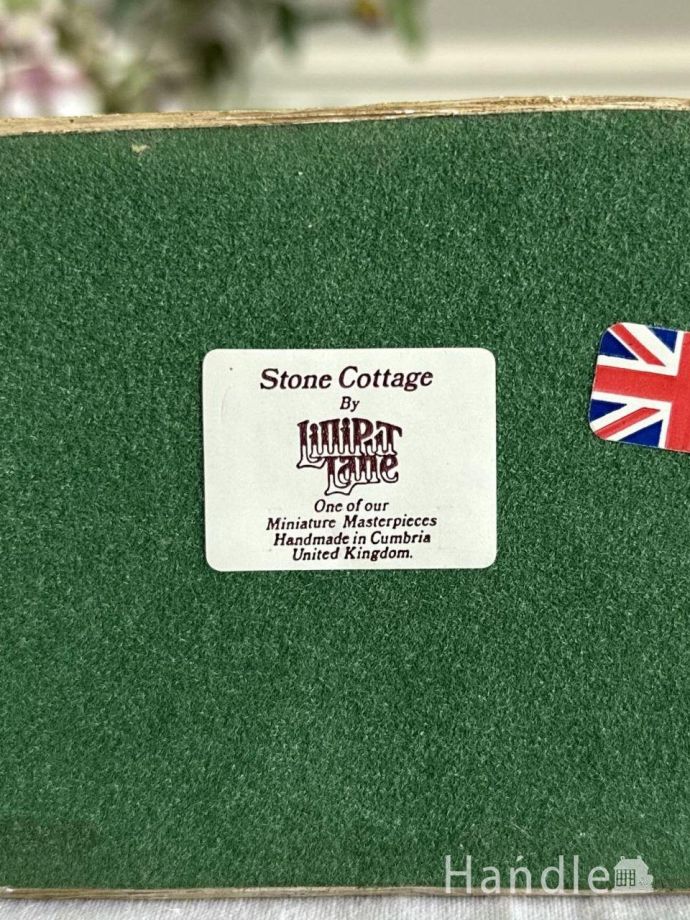 Stone Cottage
By
LilliPuT
Lane
One of our
Miniature Masterpieces
Handmade in Cumbria
United Kingdom.
Handle